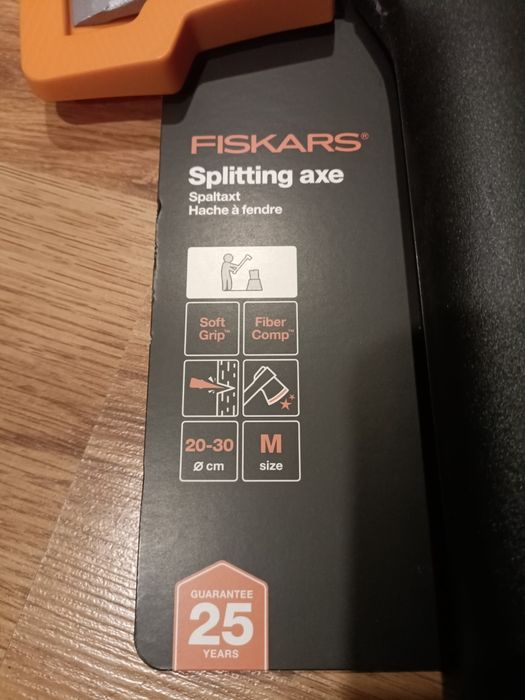 FISKARS®
Splitting axe
Spaltaxt
Hache à fendre
Soft
Grip™
Fiber
Comp™
20-30
Ø cm
M
size
GUARANTEE
25
YEARS